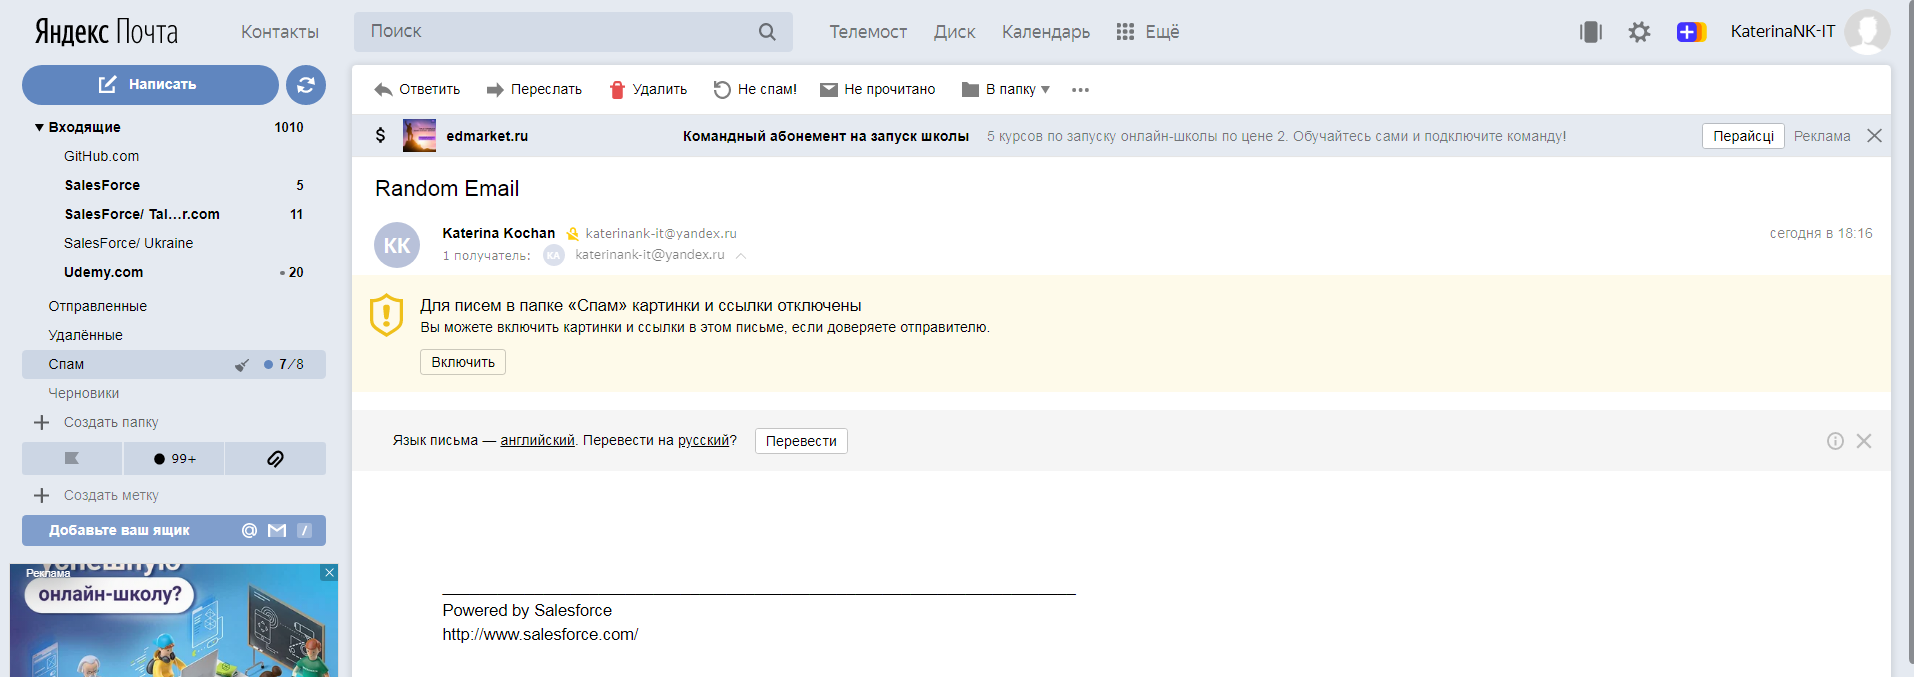 Яндекс Почта
Контакты
Поиск
Телемост
Диск
Календарь
Ещё
KaterinaNK-IT
Написать
Входящие 1010
GitHub.com
SalesForce 5
SalesForce/ Tal...r.com 11
SalesForce/ Ukraine
Udemy.com 20
Отправленные
Удалённые
Спам 7/8
Черновики
Создать папку
99+
Создать метку
Добавьте ваш ящик
Реклама
успешную
онлайн-школу?
Ответить
Переслать
Удалить
Не спам!
Не прочитано
В папку
$ edmarket.ru Командный абонемент на запуск школы 5 курсов по запуску онлайн-школы по цене 2. Обучайтесь сами и подключите команду! Перайсці Реклама
Random Email
KK
Katerina Kochan katerinank-it@yandex.ru
сегодня в 18:16
1 получатель: KA katerinank-it@yandex.ru
Для писем в папке «Спам» картинки и ссылки отключены
Вы можете включить картинки и ссылки в этом письме, если доверяете отправителю.
Включить
Язык письма — английский. Перевести на русский? Перевести
Powered by Salesforce
http://www.salesforce.com/